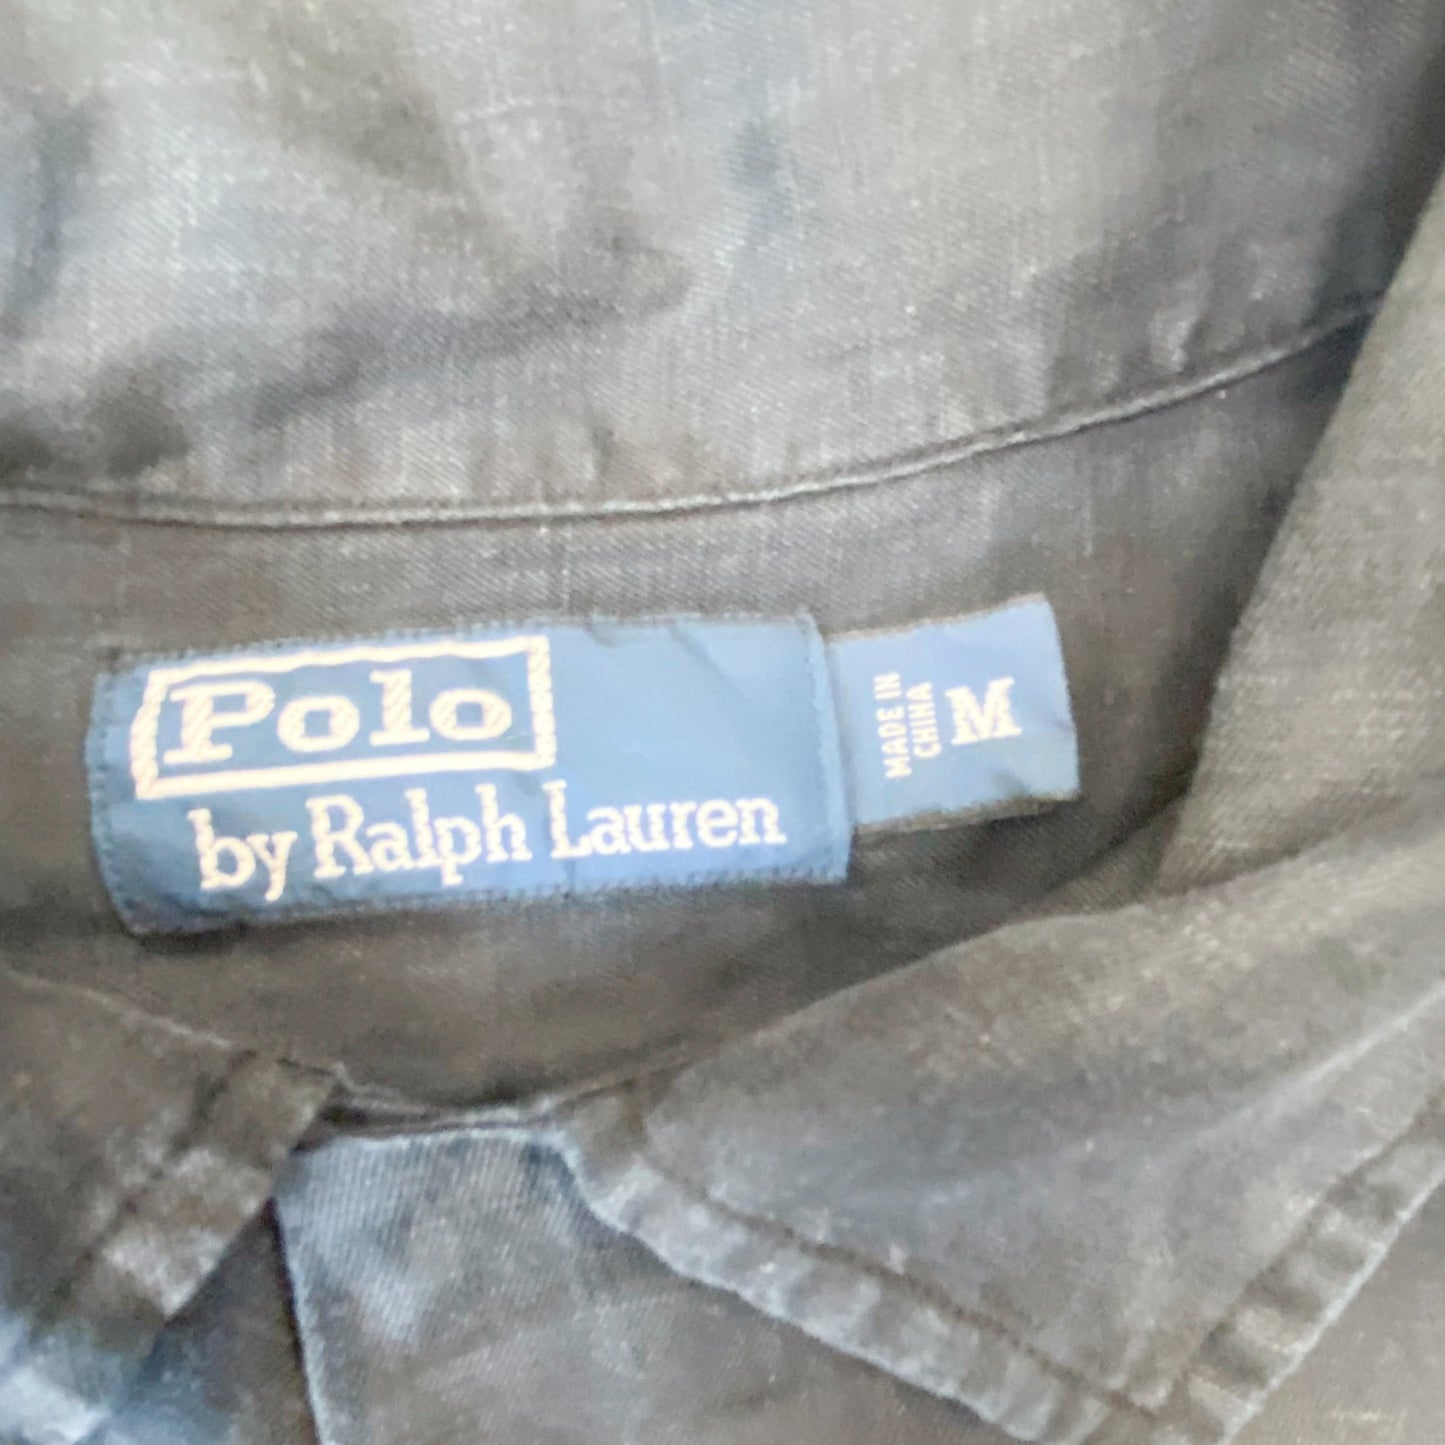 Polo
by Ralph Lauren
MADE IN
CHINA
M